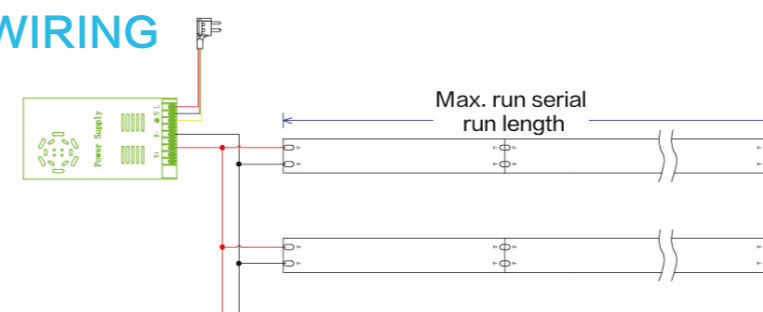 WIRING
Max. run serial
run length
Power Supply
N L
V-
V+